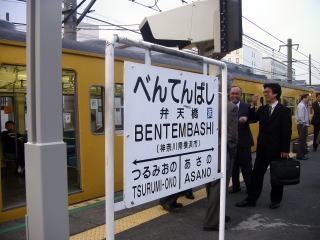 べんてんばし
弁天橋
BENTEMBASHI
(神奈川県横浜市)
つるみおの あさの
TSURUMI-ONO ASANO